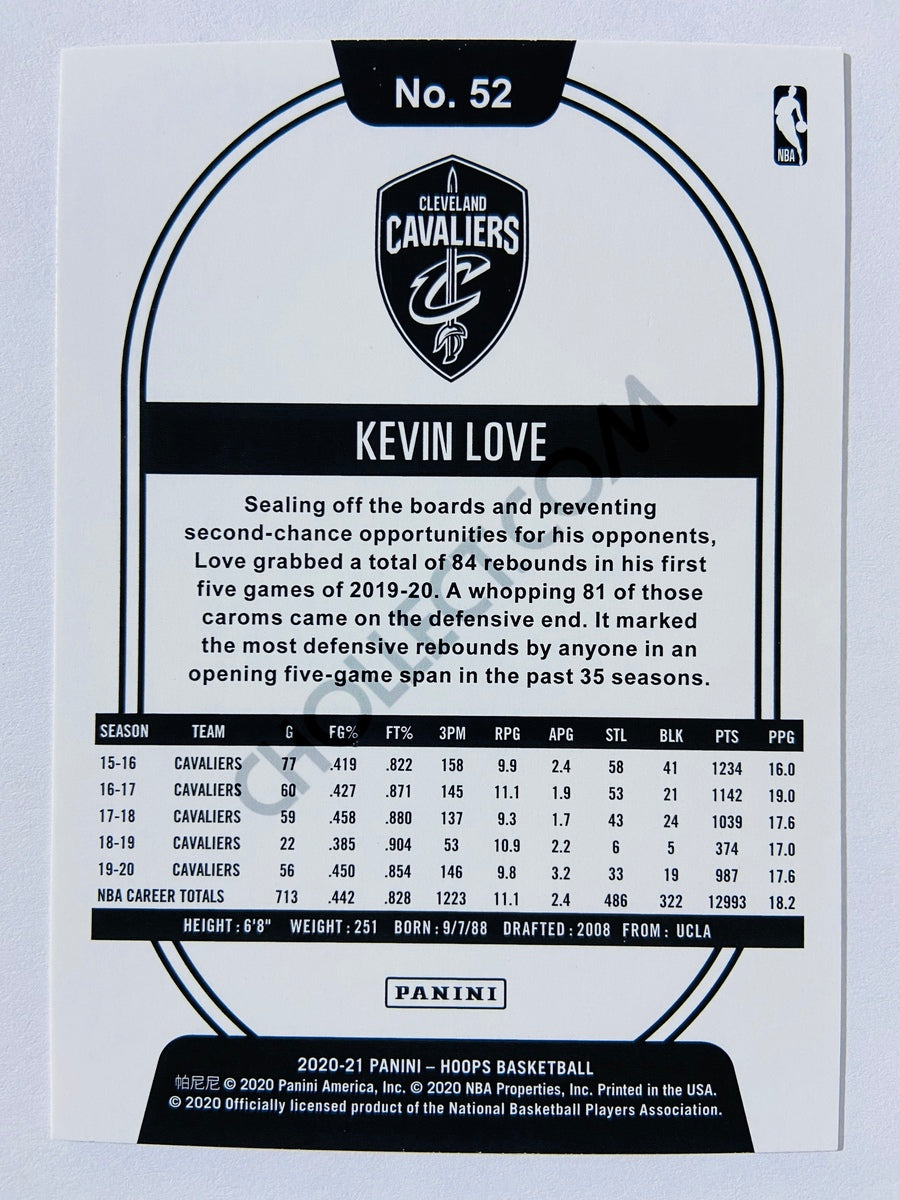 No. 52
NBA
CLEVELAND
CAVALIERS
C
KEVIN LOVE
Sealing off the boards and preventing
second-chance opportunities for his opponents,
Love grabbed a total of 84 rebounds in his first
five games of 2019-20. A whopping 81 of those
caroms came on the defensive end. It marked
the most defensive rebounds by anyone in an
opening five-game span in the past 35 seasons.
CHOLLECT.COM
SEASON TEAM G FG% FT% 3PM RPG APG STL BLK PTS PPG
15-16 CAVALIERS 77 .419 .822 158 9.9 2.4 58 41 1234 16.0
16-17 CAVALIERS 60 .427 .871 145 11.1 1.9 53 21 1142 19.0
17-18 CAVALIERS 59 .458 .880 137 9.3 1.7 43 24 1039 17.6
18-19 CAVALIERS 22 .385 .904 53 10.9 2.2 6 5 374 17.0
19-20 CAVALIERS 56 .450 .854 146 9.8 3.2 33 19 987 17.6
NBA CAREER TOTALS 713 .442 .828 1223 11.1 2.4 486 322 12993 18.2
HEIGHT: 6'8" WEIGHT: 251 BORN: 9/7/88 DRAFTED: 2008 FROM: UCLA
PANINI
2020-21 PANINI – HOOPS BASKETBALL
帕尼尼 © 2020 Panini America, Inc. © 2020 NBA Properties, Inc. Printed in the USA.
© 2020 Officially licensed product of the National Basketball Players Association.